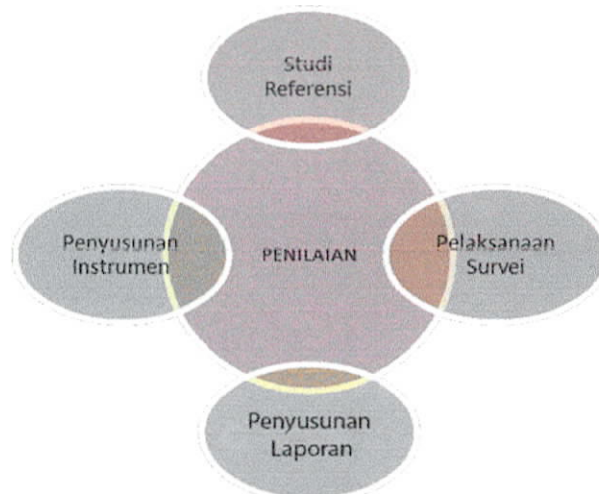 Studi
Referensi
Penyusunan
Instrumen
PENILAIAN
Pelaksanaan
Survei
Penyusunan
Laporan